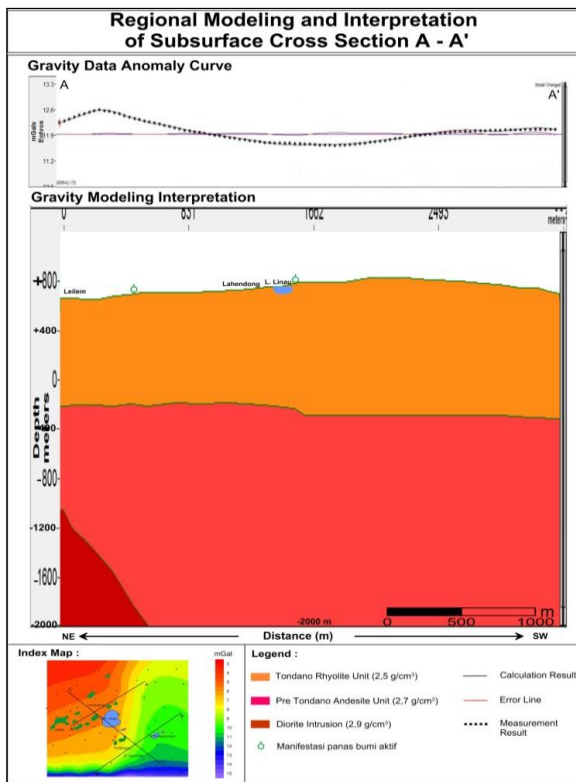 Regional Modeling and Interpretation
of Subsurface Cross Section A - A'
Gravity Data Anomaly Curve
13.3
12.6
11.9
11.2
mGals
A
A'
Gravity Modeling Interpretation
0 831 1662 2493
meters
+800
+400
0
-400
-800
-1200
-1600
-2000
Depth
meters
Leilem
Lahendong L. Linau
-2000 m
0 500 1000 m
NE Distance (m) SW
Index Map :
mGal
Legend :
Tondano Rhyolite Unit (2,5 g/cm³)
Pre Tondano Andesite Unit (2,7 g/cm³)
Diorite Intrusion (2,9 g/cm³)
Manifestasi panas bumi aktif
Calculation Result
Error Line
Measurement
Result